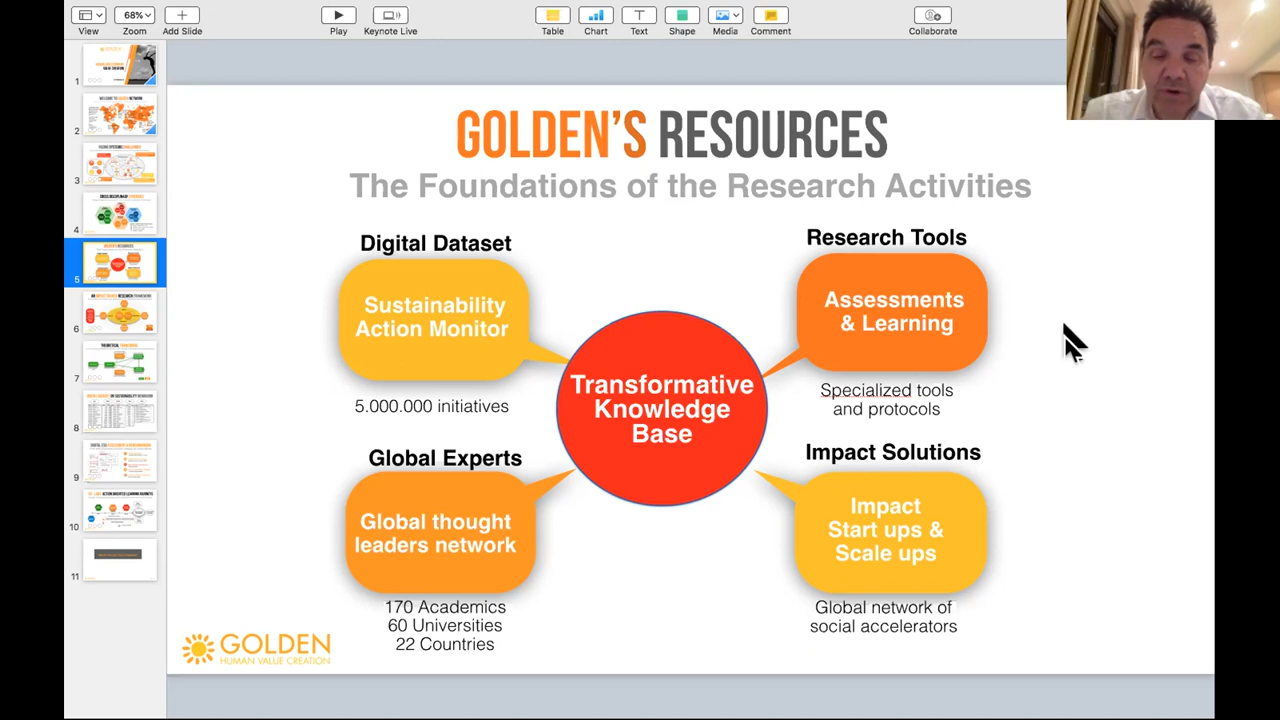 View
68%
Zoom
Add Slide
Play
Keynote Live
Table
Chart
Text
Shape
Media
Comment
Collaborate
1
2
3
4
5
6
7
8
9
10
11
GOLDEN'S RESOURCES
The Foundations of the Research Activities
Digital Dataset
Sustainability
Action Monitor
5.000.000 initiatives
Research Tools
Assessments
& Learning
Specialized tools
and protocols
Transformative
Knowledge
Base
Global Experts
Global thought
leaders network
170 Academics
60 Universities
22 Countries
Impact Solutions
Impact
Start ups &
Scale ups
Global network of
social accelerators
GOLDEN
HUMAN VALUE CREATION